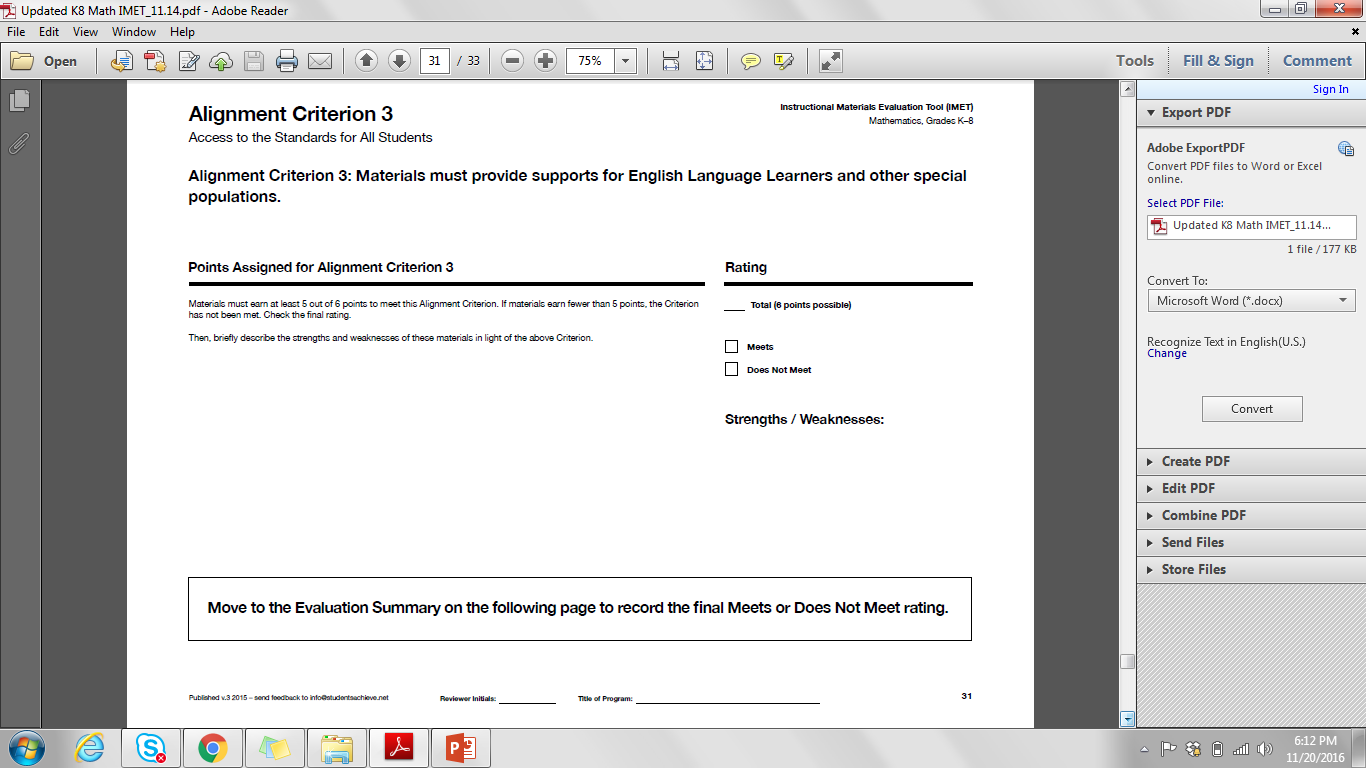 Updated K8 Math IMET_11.14.pdf - Adobe Reader
File Edit View Window Help
Open 31 / 33 75% Tools Fill & Sign Comment
Sign In
Alignment Criterion 3
Access to the Standards for All Students
Instructional Materials Evaluation Tool (IMET)
Mathematics, Grades K–8
Alignment Criterion 3: Materials must provide supports for English Language Learners and other special
populations.
Points Assigned for Alignment Criterion 3
Materials must earn at least 5 out of 6 points to meet this Alignment Criterion. If materials earn fewer than 5 points, the Criterion
has not been met. Check the final rating.
Then, briefly describe the strengths and weaknesses of these materials in light of the above Criterion.
Rating
Total (6 points possible)
Meets
Does Not Meet
Strengths / Weaknesses:
Move to the Evaluation Summary on the following page to record the final Meets or Does Not Meet rating.
Published v.3 2015 – send feedback to info@studentsachieve.net
Reviewer Initials:
Title of Program:
31
Export PDF
Adobe ExportPDF
Convert PDF files to Word or Excel
online.
Select PDF File:
Updated K8 Math IMET_11.14...
1 file / 177 KB
Convert To:
Microsoft Word (*.docx)
Recognize Text in English(U.S.)
Change
Convert
Create PDF
Edit PDF
Combine PDF
Send Files
Store Files
6:12 PM
11/20/2016